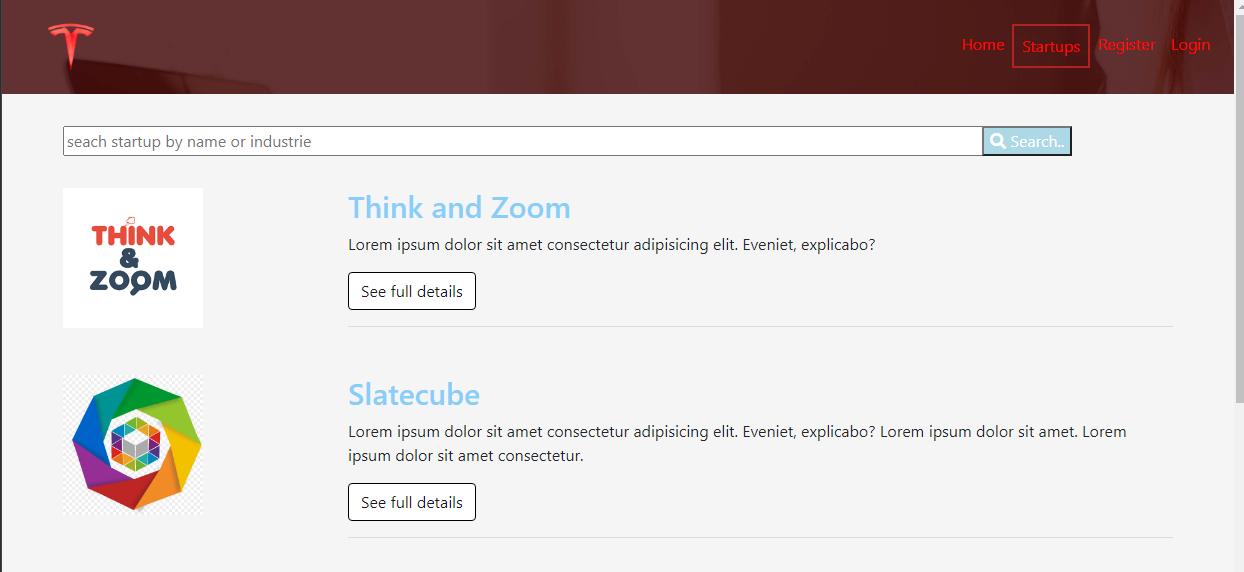 Home Startups Register Login
seach startup by name or industrie
Search..
THINK
&
ZOOM
Think and Zoom
Lorem ipsum dolor sit amet consectetur adipisicing elit. Eveniet, explicabo?
See full details
Slatecube
Lorem ipsum dolor sit amet consectetur adipisicing elit. Eveniet, explicabo? Lorem ipsum dolor sit amet. Lorem
ipsum dolor sit amet consectetur.
See full details